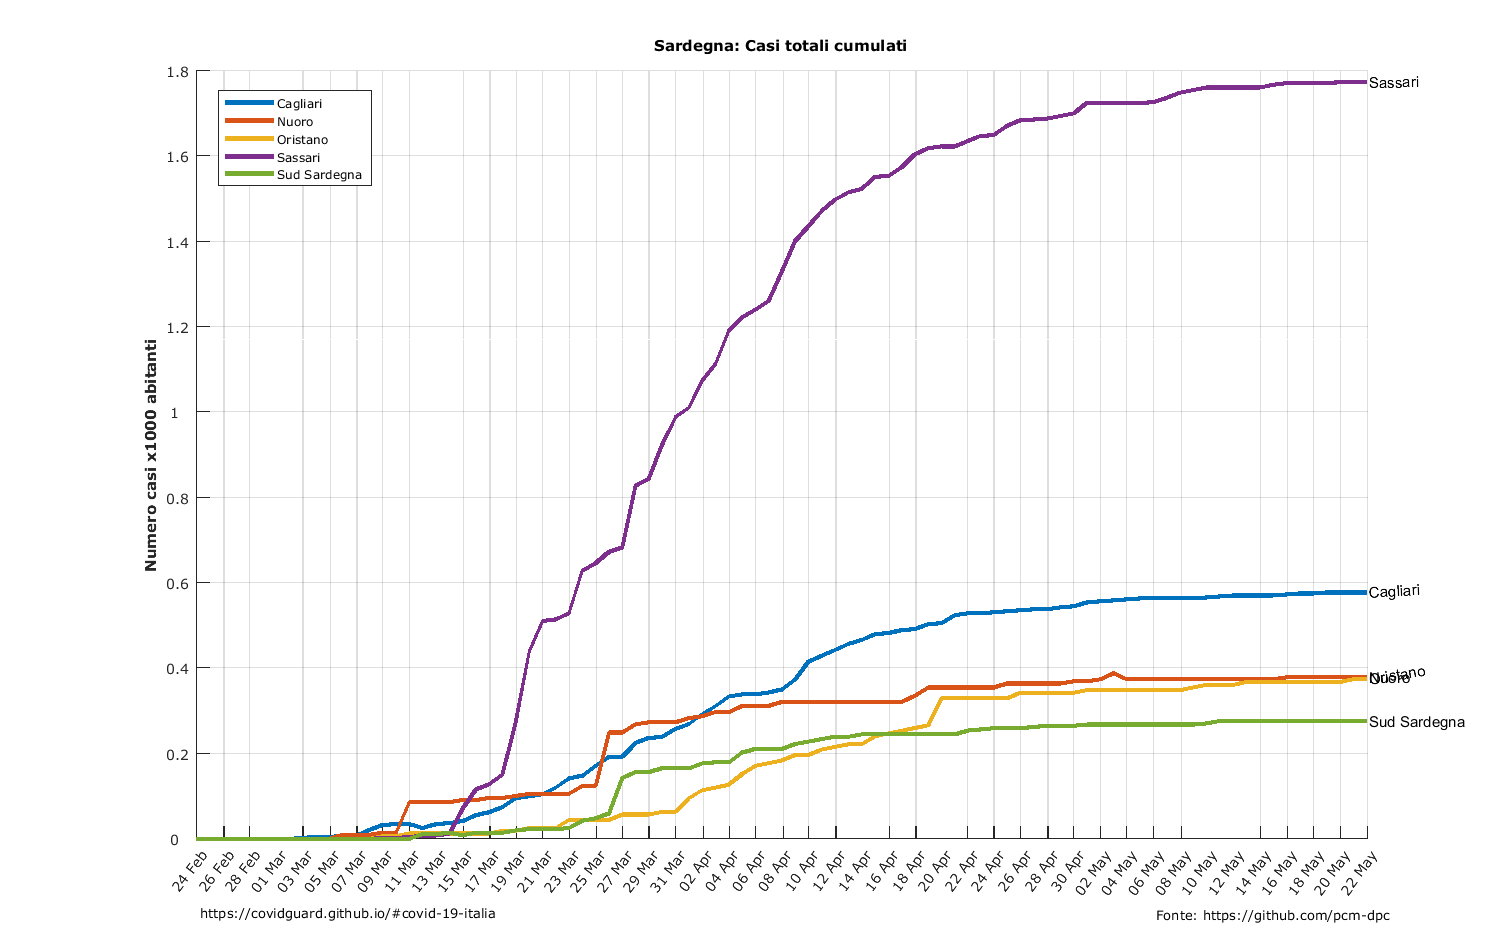 Sardegna: Casi totali cumulati
1.8
1.6
1.4
1.2
1
0.8
0.6
0.4
0.2
0
Numero casi x1000 abitanti
Cagliari
Nuoro
Oristano
Sassari
Sud Sardegna
Sassari
Cagliari
Oristano
Nuoro
Sud Sardegna
24 Feb
26 Feb
28 Feb
01 Mar
03 Mar
05 Mar
07 Mar
09 Mar
11 Mar
13 Mar
15 Mar
17 Mar
19 Mar
21 Mar
23 Mar
25 Mar
27 Mar
29 Mar
31 Mar
02 Apr
04 Apr
06 Apr
08 Apr
10 Apr
12 Apr
14 Apr
16 Apr
18 Apr
20 Apr
22 Apr
24 Apr
26 Apr
28 Apr
30 Apr
02 May
04 May
06 May
08 May
10 May
12 May
14 May
16 May
18 May
20 May
22 May
https://covidguard.github.io/#covid-19-italia
Fonte: https://github.com/pcm-dpc